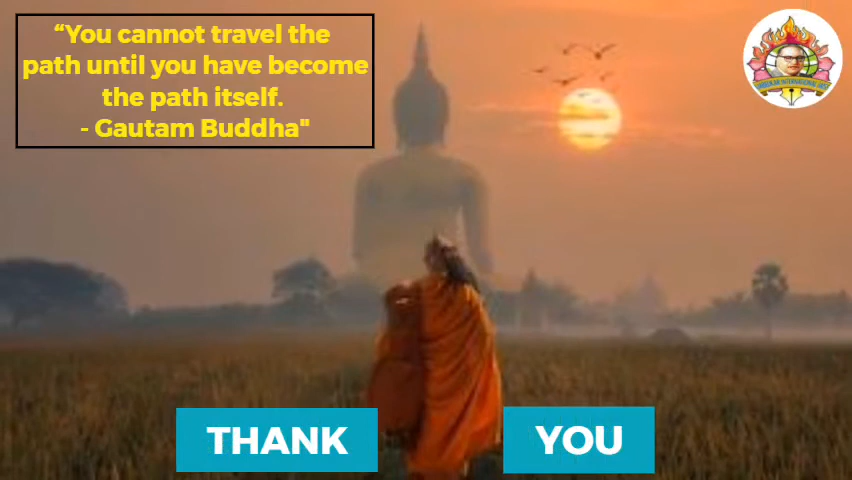 “You cannot travel the
path until you have become
the path itself.
- Gautam Buddha"
THANK YOU